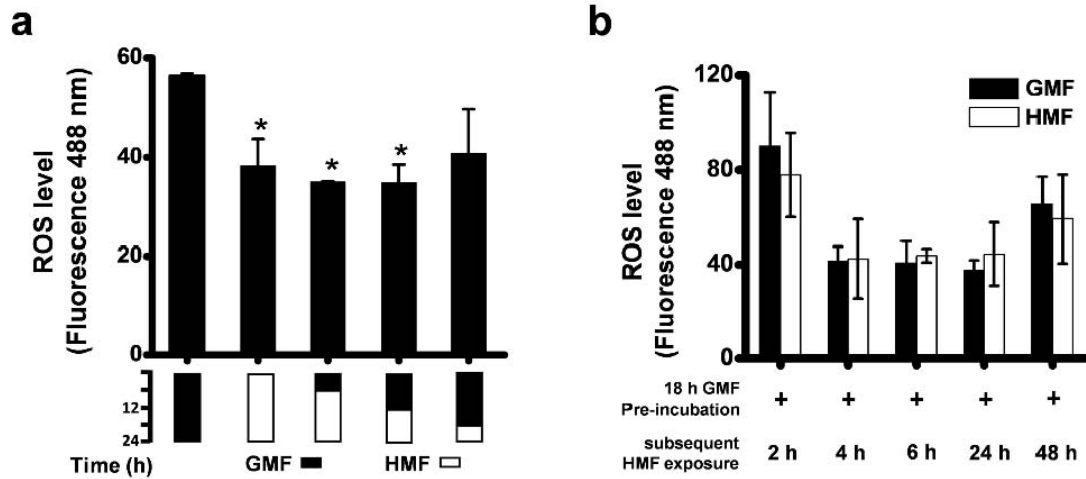 a
ROS level
(Fluorescence 488 nm)
60
40
20
0
*
*
*
12
24
Time (h)
GMF
HMF
b
ROS level
(Fluorescence 488 nm)
120
80
40
0
GMF
HMF
18 h GMF
Pre-incubation
+ + + + +
subsequent
HMF exposure
2 h 4 h 6 h 24 h 48 h